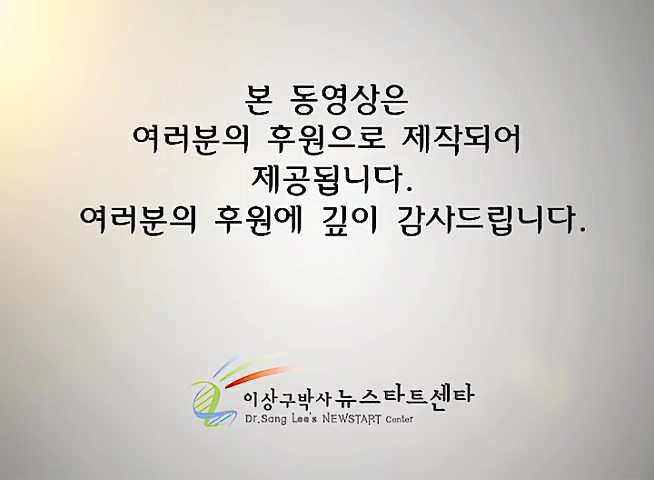 본 동영상은
여러분의 후원으로 제작되어
제공됩니다.
여러분의 후원에 깊이 감사드립니다.
이상구박사 뉴스타트센타
Dr.Sang Lee's NEWSTART Center